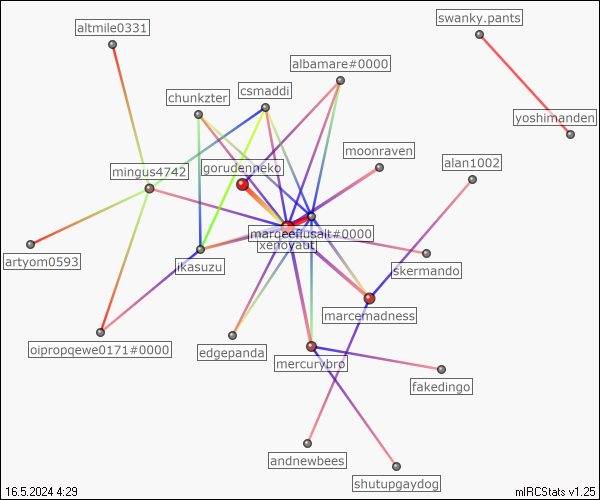 swanky.pants
altmile0331
albamare#0000
csmaddi
chunkzter
yoshimanden
moonraven
alan1002
gorudenneko
mingus4742
marqeeftusalt#0000
xenoyaut
artyom0593
ikasuzu
skermando
marcemadness
oipropqewe0171#0000
edgepanda
mercurybro
fakedingo
andnewbees
shutupgaydog
16.5.2024 4:29
mIRCStats v1.25